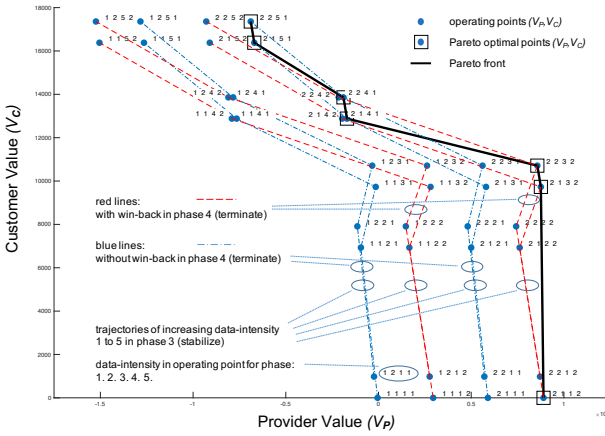 18000
16000
14000
12000
10000
8000
6000
4000
2000
0
Customer Value (VC)
-1.5
-1
-0.5
0
0.5
1
Provider Value (VP)
operating points (VP,VC)
Pareto optimal points (VP,VC)
Pareto front
1 2 5 2
1 2 5 1
2 2 5 2
2 2 5 1
1 1 5 2
1 1 5 1
2 1 5 2
2 1 5 1
1 2 4 2
1 2 4 1
2 2 4 2
2 2 4 1
1 1 4 2
1 1 4 1
2 1 4 2
2 1 4 1
1 2 3 1
1 2 3 2
2 2 3 1
2 2 3 2
1 1 3 1
1 1 3 2
2 1 3 1
2 1 3 2
red lines:
with win-back in phase 4 (terminate)
1 2 2 1
1 2 2 2
2 2 2 1
2 2 2 2
blue lines:
without win-back in phase 4 (terminate)
1 1 2 1
1 1 2 2
2 1 2 1
2 1 2 2
trajectories of increasing data-intensity
1 to 5 in phase 3 (stabilize)
data-intensity in operating point for phase:
1. 2. 3. 4. 5.
1 2 1 1
1 2 1 2
2 2 1 1
2 2 1 2
1 1 1 1
1 1 1 2
2 1 1 1
2 1 1 2